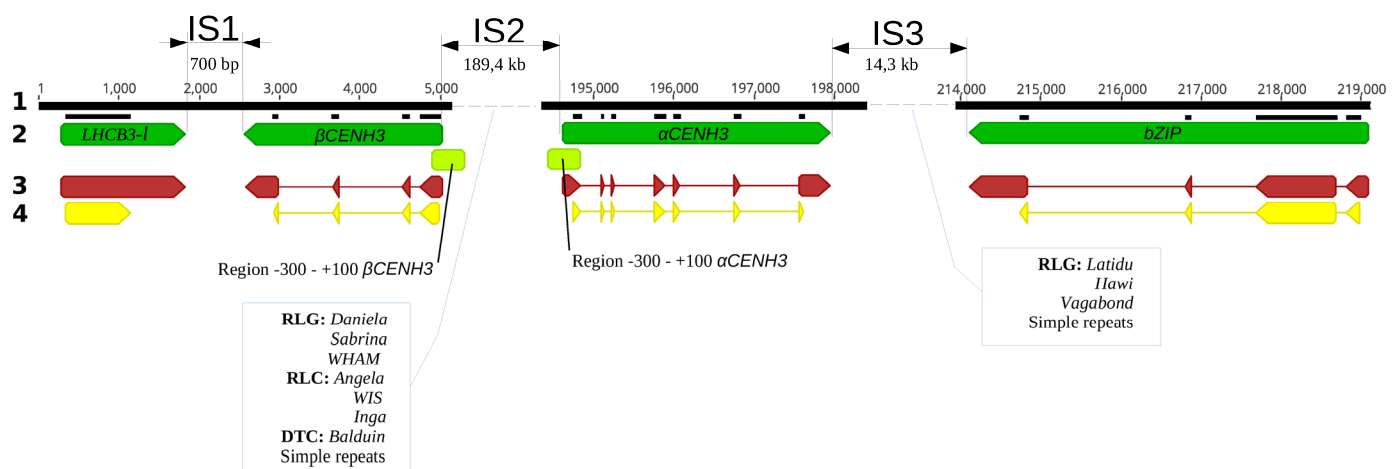 IS1 IS2 IS3
700 bp 189,4 kb 14,3 kb
1 1,000 2,000 3,000 4,000 5,000 195,000 196,000 197,000 198,000 214,000 215,000 216,000 217,000 218,000 219,000
1
2 LHCB3-l βCENH3 αCENH3 bZIP
3
4
Region -300 - +100 βCENH3
Region -300 - +100 αCENH3
RLG: Daniela
Sabrina
WHAM
RLC: Angela
WIS
Inga
DTC: Balduin
Simple repeats
RLG: Latidu
Hawi
Vagabond
Simple repeats